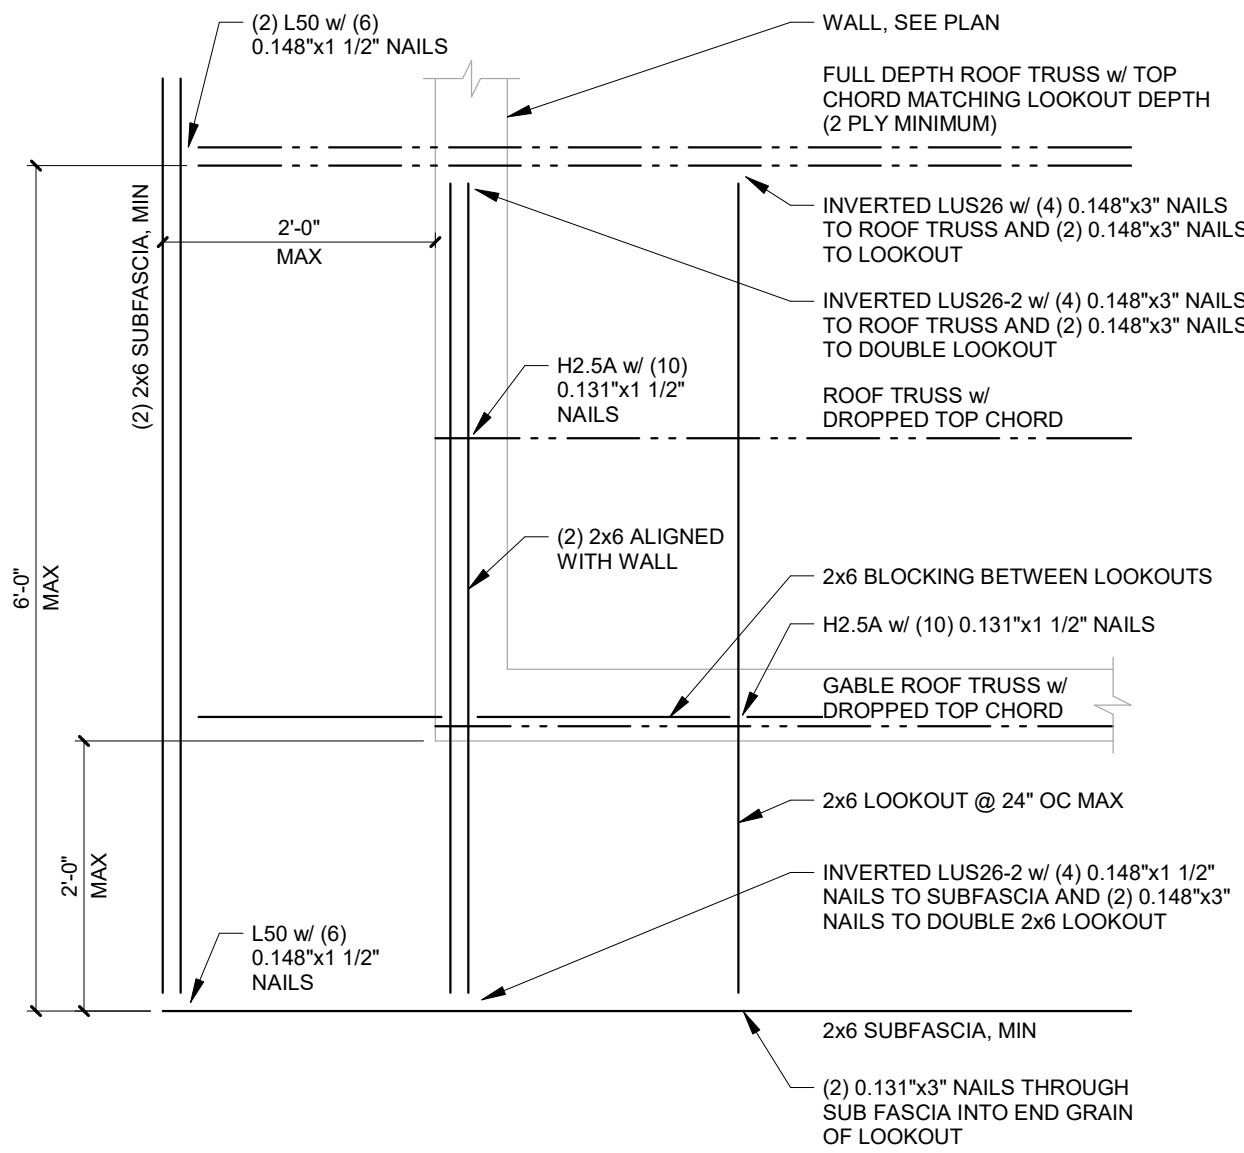 (2) L50 w/ (6)
0.148"x1 1/2" NAILS
WALL, SEE PLAN
FULL DEPTH ROOF TRUSS w/ TOP
CHORD MATCHING LOOKOUT DEPTH
(2 PLY MINIMUM)
(2) 2x6 SUBFASCIA, MIN
2'-0"
MAX
INVERTED LUS26 w/ (4) 0.148"x3" NAILS
TO ROOF TRUSS AND (2) 0.148"x3" NAILS
TO LOOKOUT
INVERTED LUS26-2 w/ (4) 0.148"x3" NAILS
TO ROOF TRUSS AND (2) 0.148"x3" NAILS
TO DOUBLE LOOKOUT
H2.5A w/ (10)
0.131"x1 1/2"
NAILS
ROOF TRUSS w/
DROPPED TOP CHORD
(2) 2x6 ALIGNED
WITH WALL
6'-0"
MAX
2x6 BLOCKING BETWEEN LOOKOUTS
H2.5A w/ (10) 0.131"x1 1/2" NAILS
GABLE ROOF TRUSS w/
DROPPED TOP CHORD
2x6 LOOKOUT @ 24" OC MAX
2'-0"
MAX
INVERTED LUS26-2 w/ (4) 0.148"x1 1/2"
NAILS TO SUBFASCIA AND (2) 0.148"x3"
NAILS TO DOUBLE 2x6 LOOKOUT
L50 w/ (6)
0.148"x1 1/2"
NAILS
2x6 SUBFASCIA, MIN
(2) 0.131"x3" NAILS THROUGH
SUB FASCIA INTO END GRAIN
OF LOOKOUT